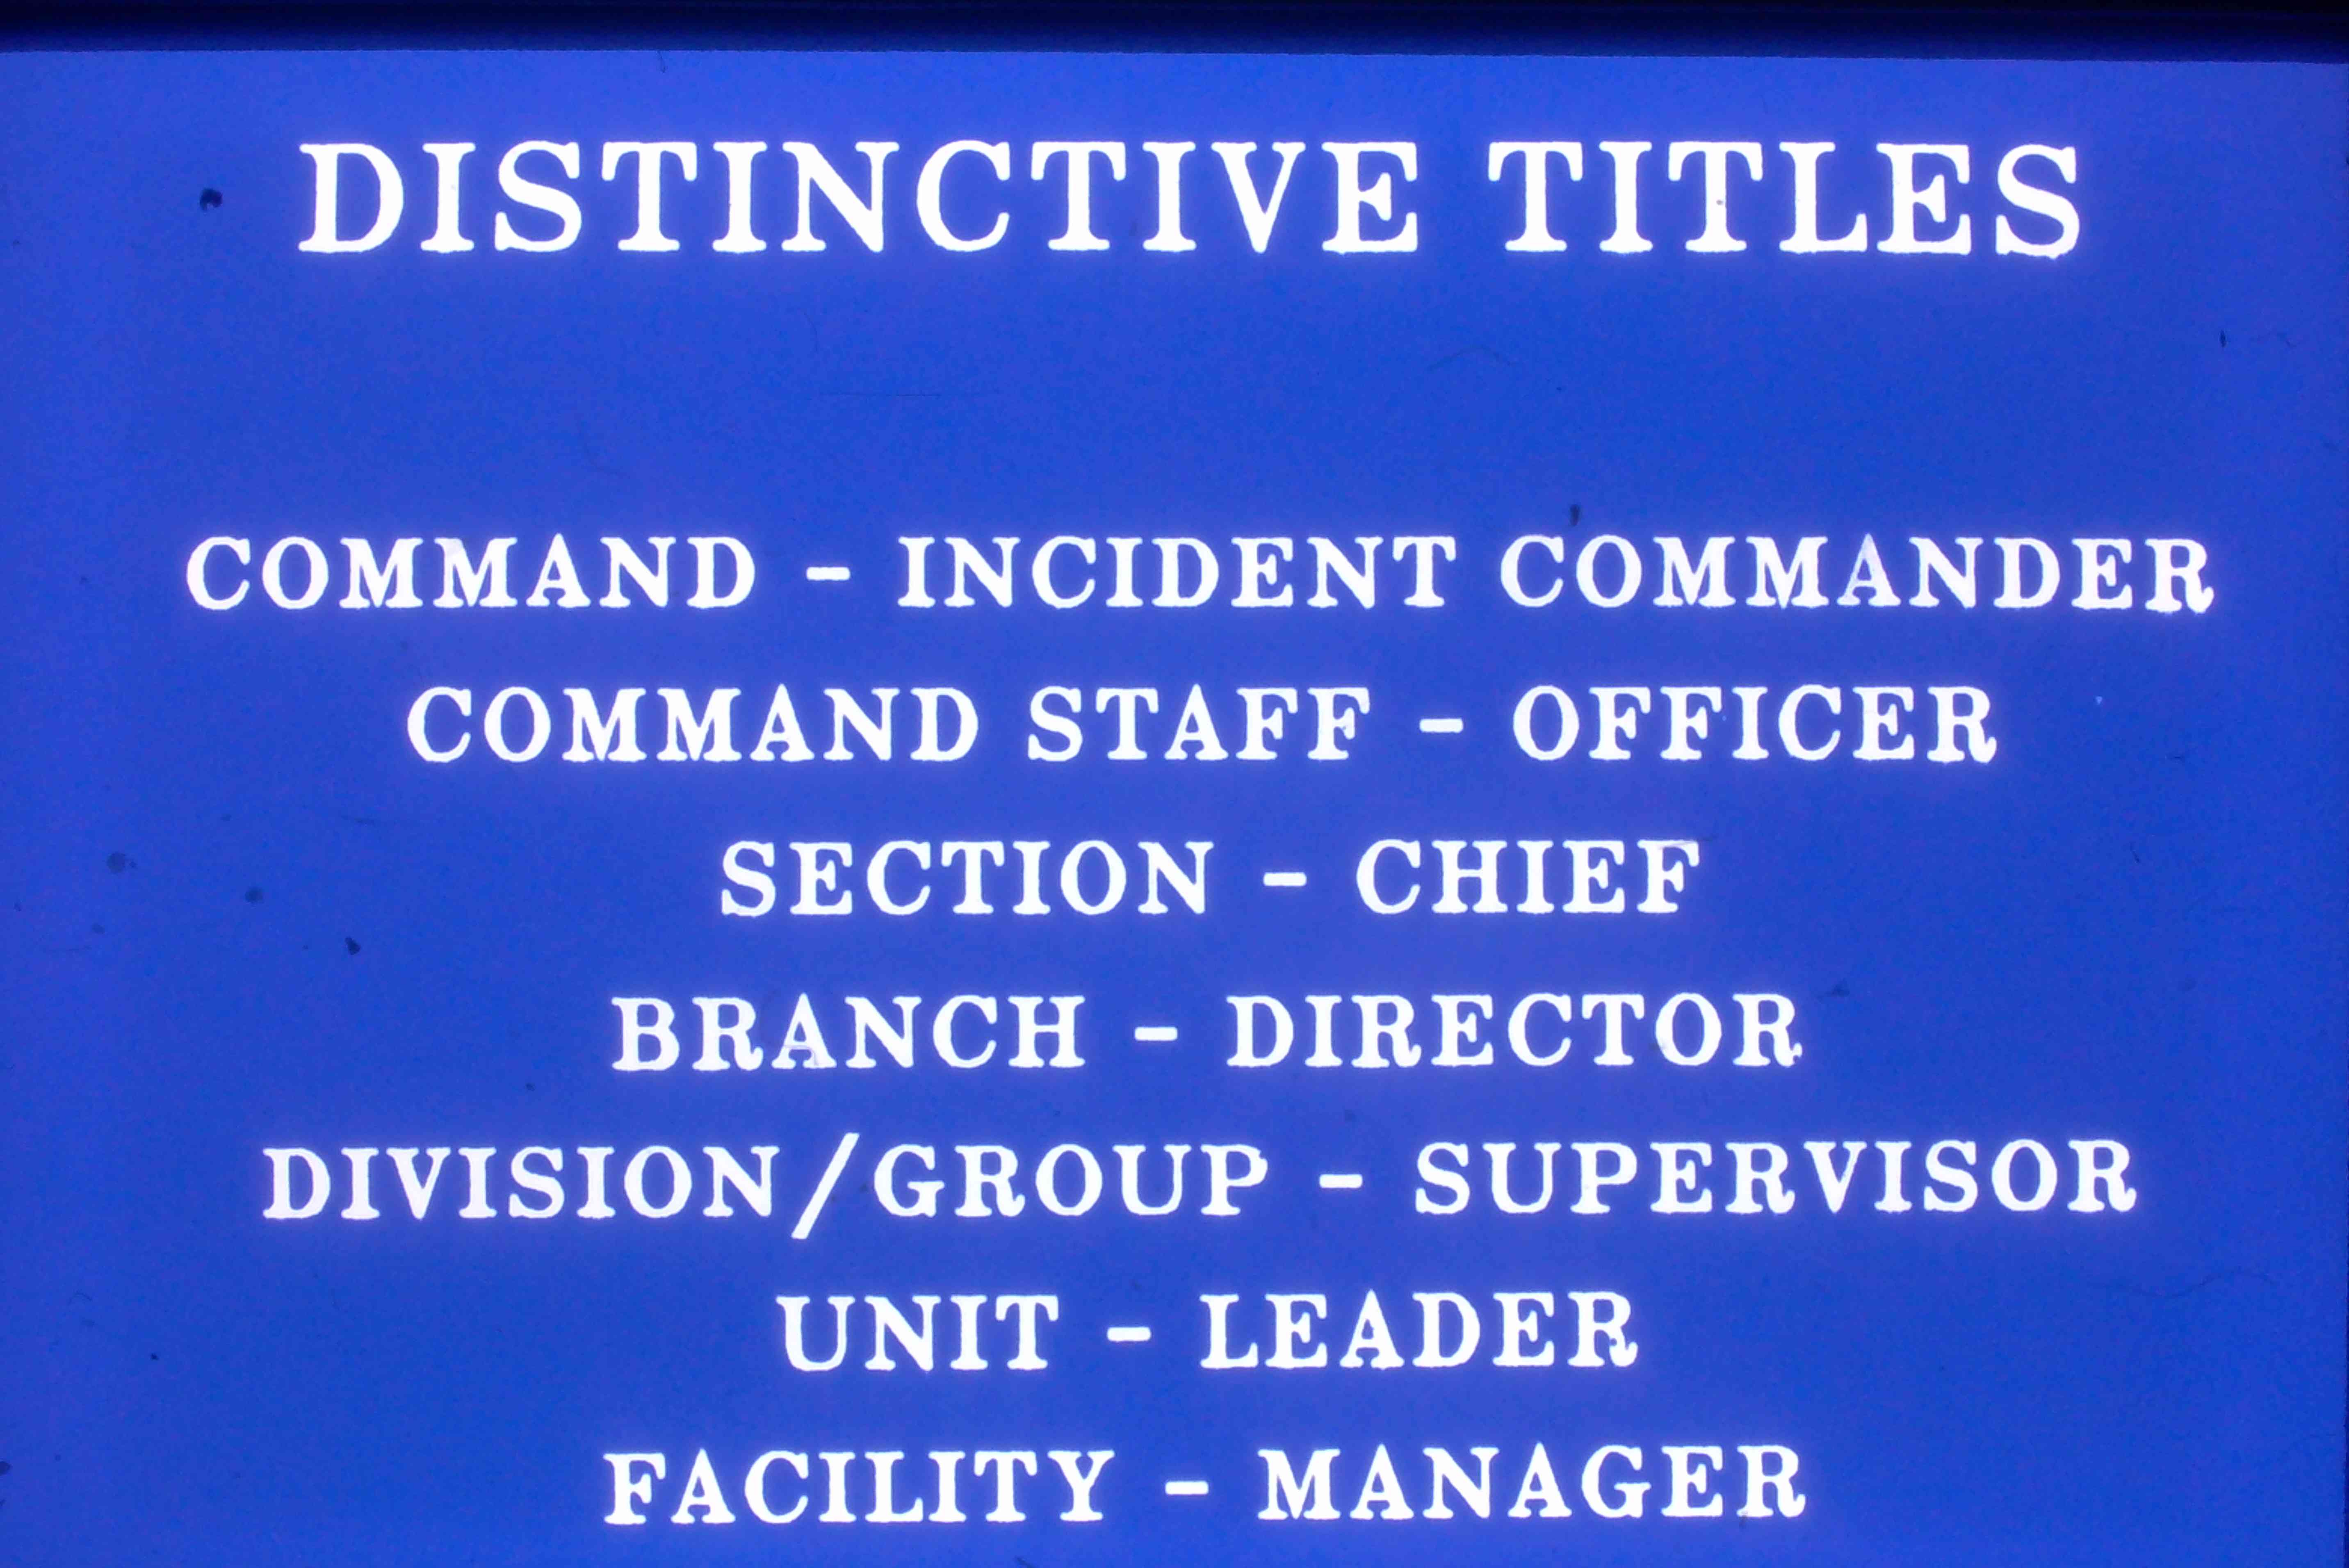 DISTINCTIVE TITLES
COMMAND - INCIDENT COMMANDER
COMMAND STAFF - OFFICER
SECTION - CHIEF
BRANCH - DIRECTOR
DIVISION/GROUP - SUPERVISOR
UNIT - LEADER
FACILITY - MANAGER